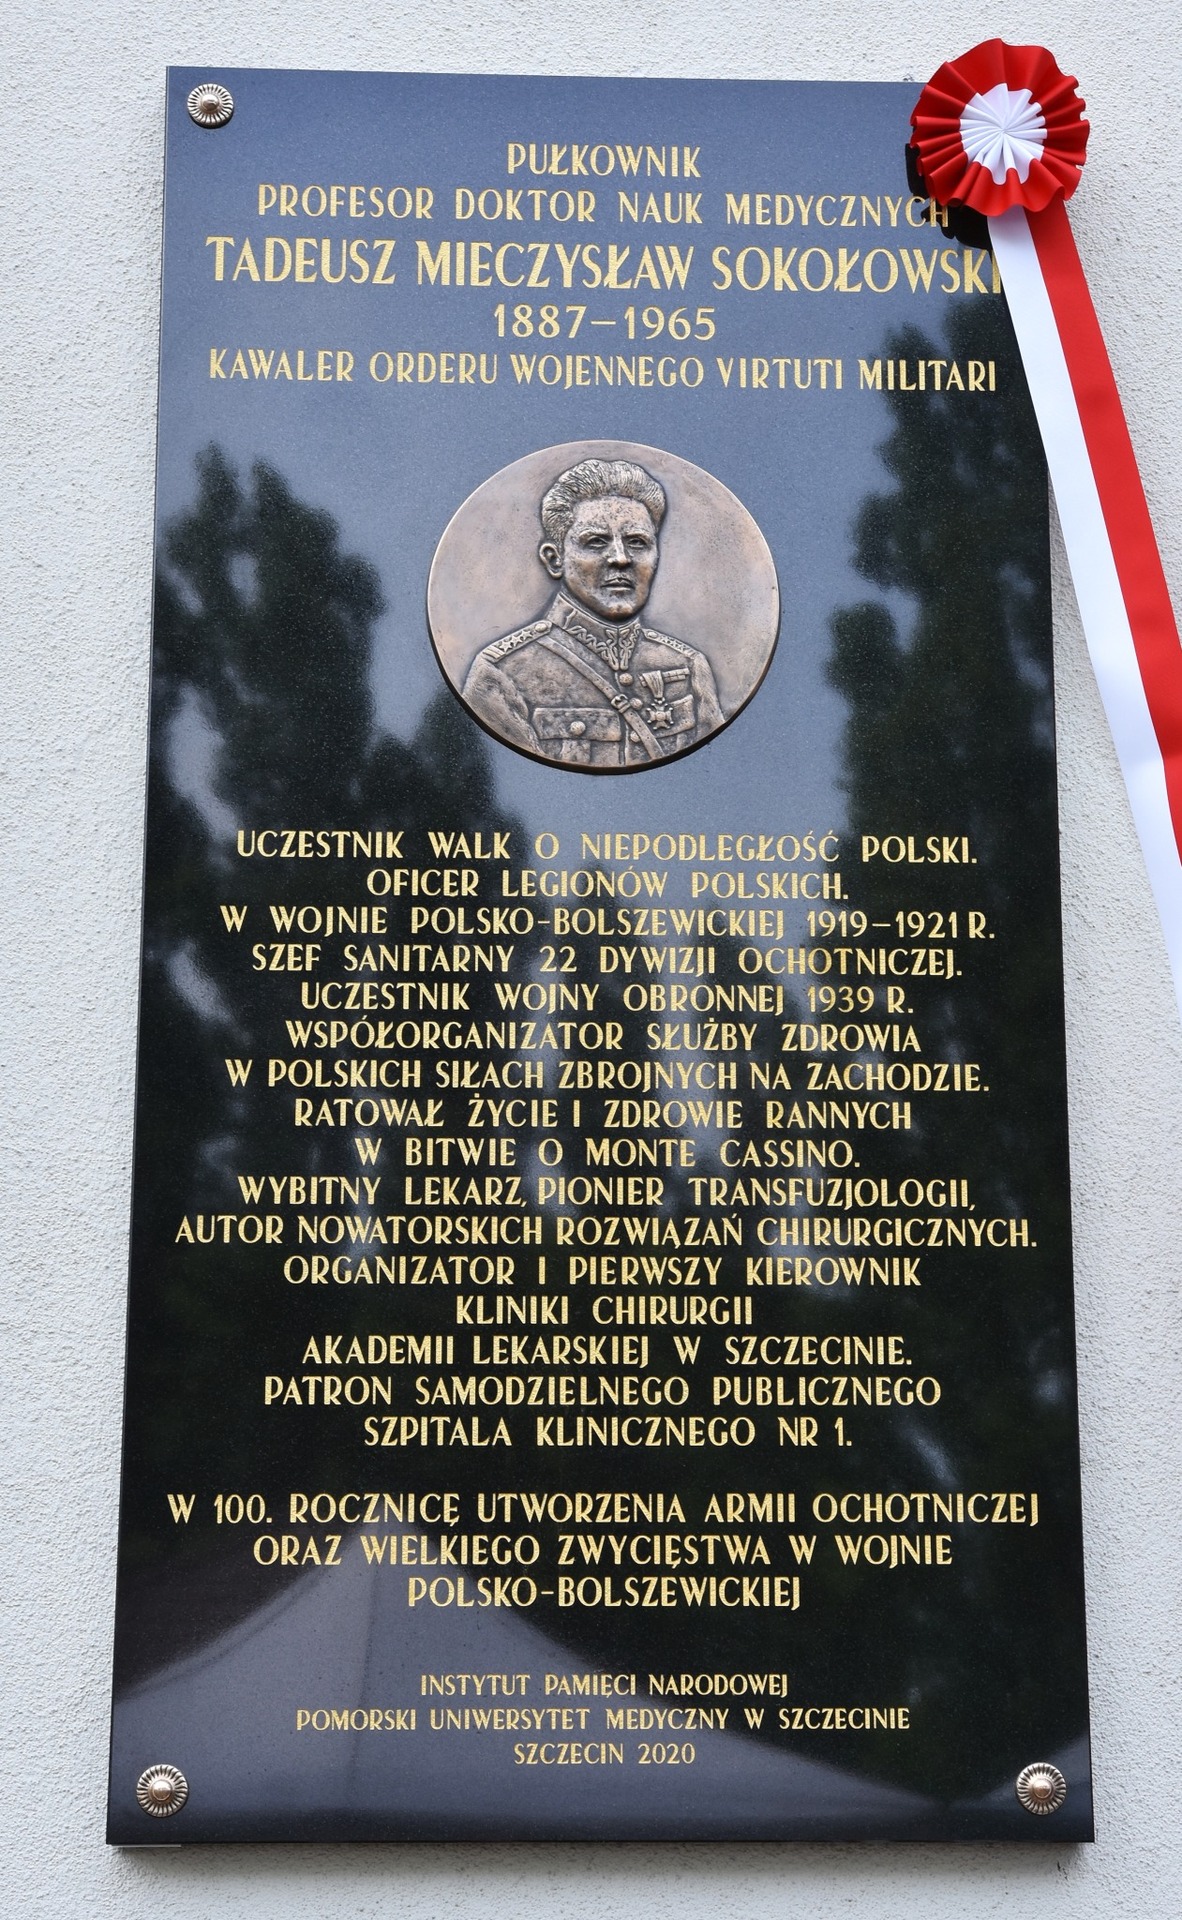 PUŁKOWNIK
PROFESOR DOKTOR NAUK MEDYCZNYCH
TADEUSZ MIECZYSŁAW SOKOŁOWSKI
1887–1965
KAWALER ORDERU WOJENNEGO VIRTUTI MILITARI
UCZESTNIK WALK O NIEPODLEGŁOŚĆ POLSKI.
OFICER LEGIONÓW POLSKICH.
W WOJNIE POLSKO-BOLSZEWICKIEJ 1919–1921 R.
SZEF SANITARNY 22 DYWIZJI OCHOTNICZEJ.
UCZESTNIK WOJNY OBRONNEJ 1939 R.
WSPÓŁORGANIZATOR SŁUŻBY ZDROWIA
W POLSKICH SIŁACH ZBROJNYCH NA ZACHODZIE.
RATOWAŁ ŻYCIE I ZDROWIE RANNYCH
W BITWIE O MONTE CASSINO.
WYBITNY LEKARZ, PIONIER TRANSFUZJOLOGII,
AUTOR NOWATORSKICH ROZWIĄZAŃ CHIRURGICZNYCH.
ORGANIZATOR I PIERWSZY KIEROWNIK
KLINIKI CHIRURGII
AKADEMII LEKARSKIEJ W SZCZECINIE.
PATRON SAMODZIELNEGO PUBLICZNEGO
SZPITALA KLINICZNEGO NR 1.
W 100. ROCZNICĘ UTWORZENIA ARMII OCHOTNICZEJ
ORAZ WIELKIEGO ZWYCIĘSTWA W WOJNIE
POLSKO-BOLSZEWICKIEJ
INSTYTUT PAMIĘCI NARODOWEJ
POMORSKI UNIWERSYTET MEDYCZNY W SZCZECINIE
SZCZECIN 2020